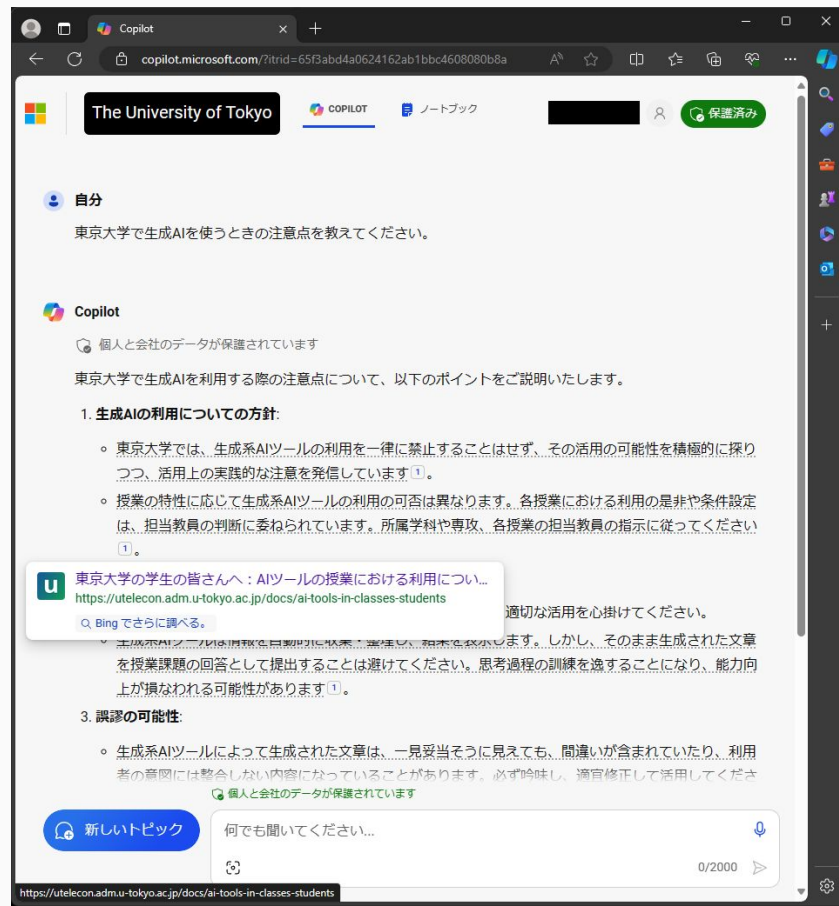 Copilot
copilot.microsoft.com/?itrid=65f3abd4a0624162ab1bbc4608080b8a
The University of Tokyo
COPILOT
ノートブック
保護済み
自分
東京大学で生成AIを使うときの注意点を教えてください。
Copilot
個人と会社のデータが保護されています
東京大学で生成AIを利用する際の注意点について、以下のポイントをご説明いたします。
1. 生成AIの利用についての方針:
東京大学では、生成系AIツールの利用を一律に禁止することはせず、その活用の可能性を積極的に探り
つつ、活用上の実践的な注意を発信しています 1 。
授業の特性に応じて生成系AIツールの利用の可否は異なります。各授業における利用の是非や条件設定
は、担当教員の判断に委ねられています。所属学科や専攻、各授業の担当教員の指示に従ってください
1 。
東京大学の学生の皆さんへ : AIツールの授業における利用につい...
https://utelecon.adm.u-tokyo.ac.jp/docs/ai-tools-in-classes-students
Bing でさらに調べる。
適切な活用を心掛けてください。
生成系AIツールは情報を自動的に収集・整理し、結果を表示します。しかし、そのまま生成された文章
を授業課題の回答として提出することは避けてください。思考過程の訓練を逸することになり、能力向
上が損なわれる可能性があります 1 。
3. 誤謬の可能性:
生成系AIツールによって生成された文章は、一見妥当そうに見えても、間違いが含まれていたり、利用
者の意図には整合しない内容になっていることがあります。必ず吟味し、適宜修正して活用してくださ
個人と会社のデータが保護されています
新しいトピック
何でも聞いてください...
0/2000
https://utelecon.adm.u-tokyo.ac.jp/docs/ai-tools-in-classes-students